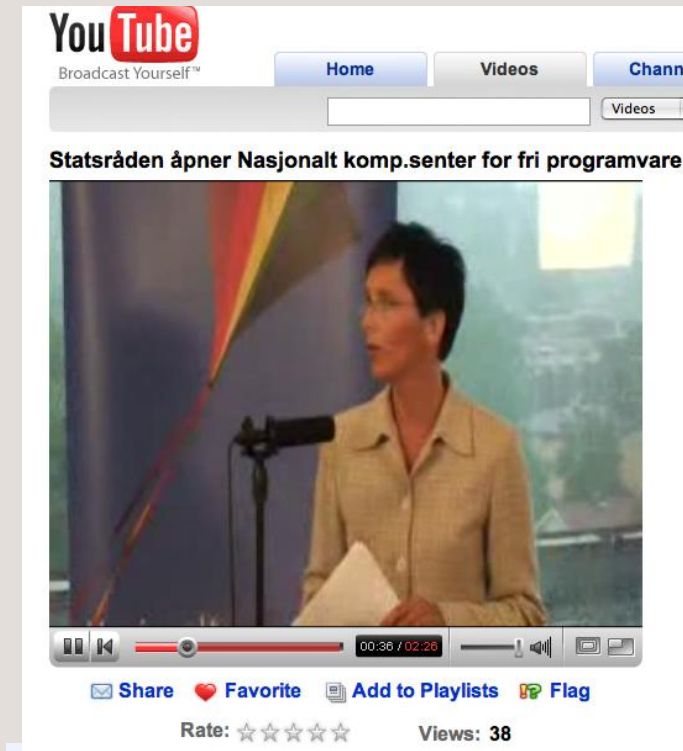 You Tube
Broadcast Yourself™
Home Videos Chann
Videos
Statsråden åpner Nasjonalt komp.senter for fri programvare
00:36 / 02:26
Share Favorite Add to Playlists Flag
Rate: Views: 38